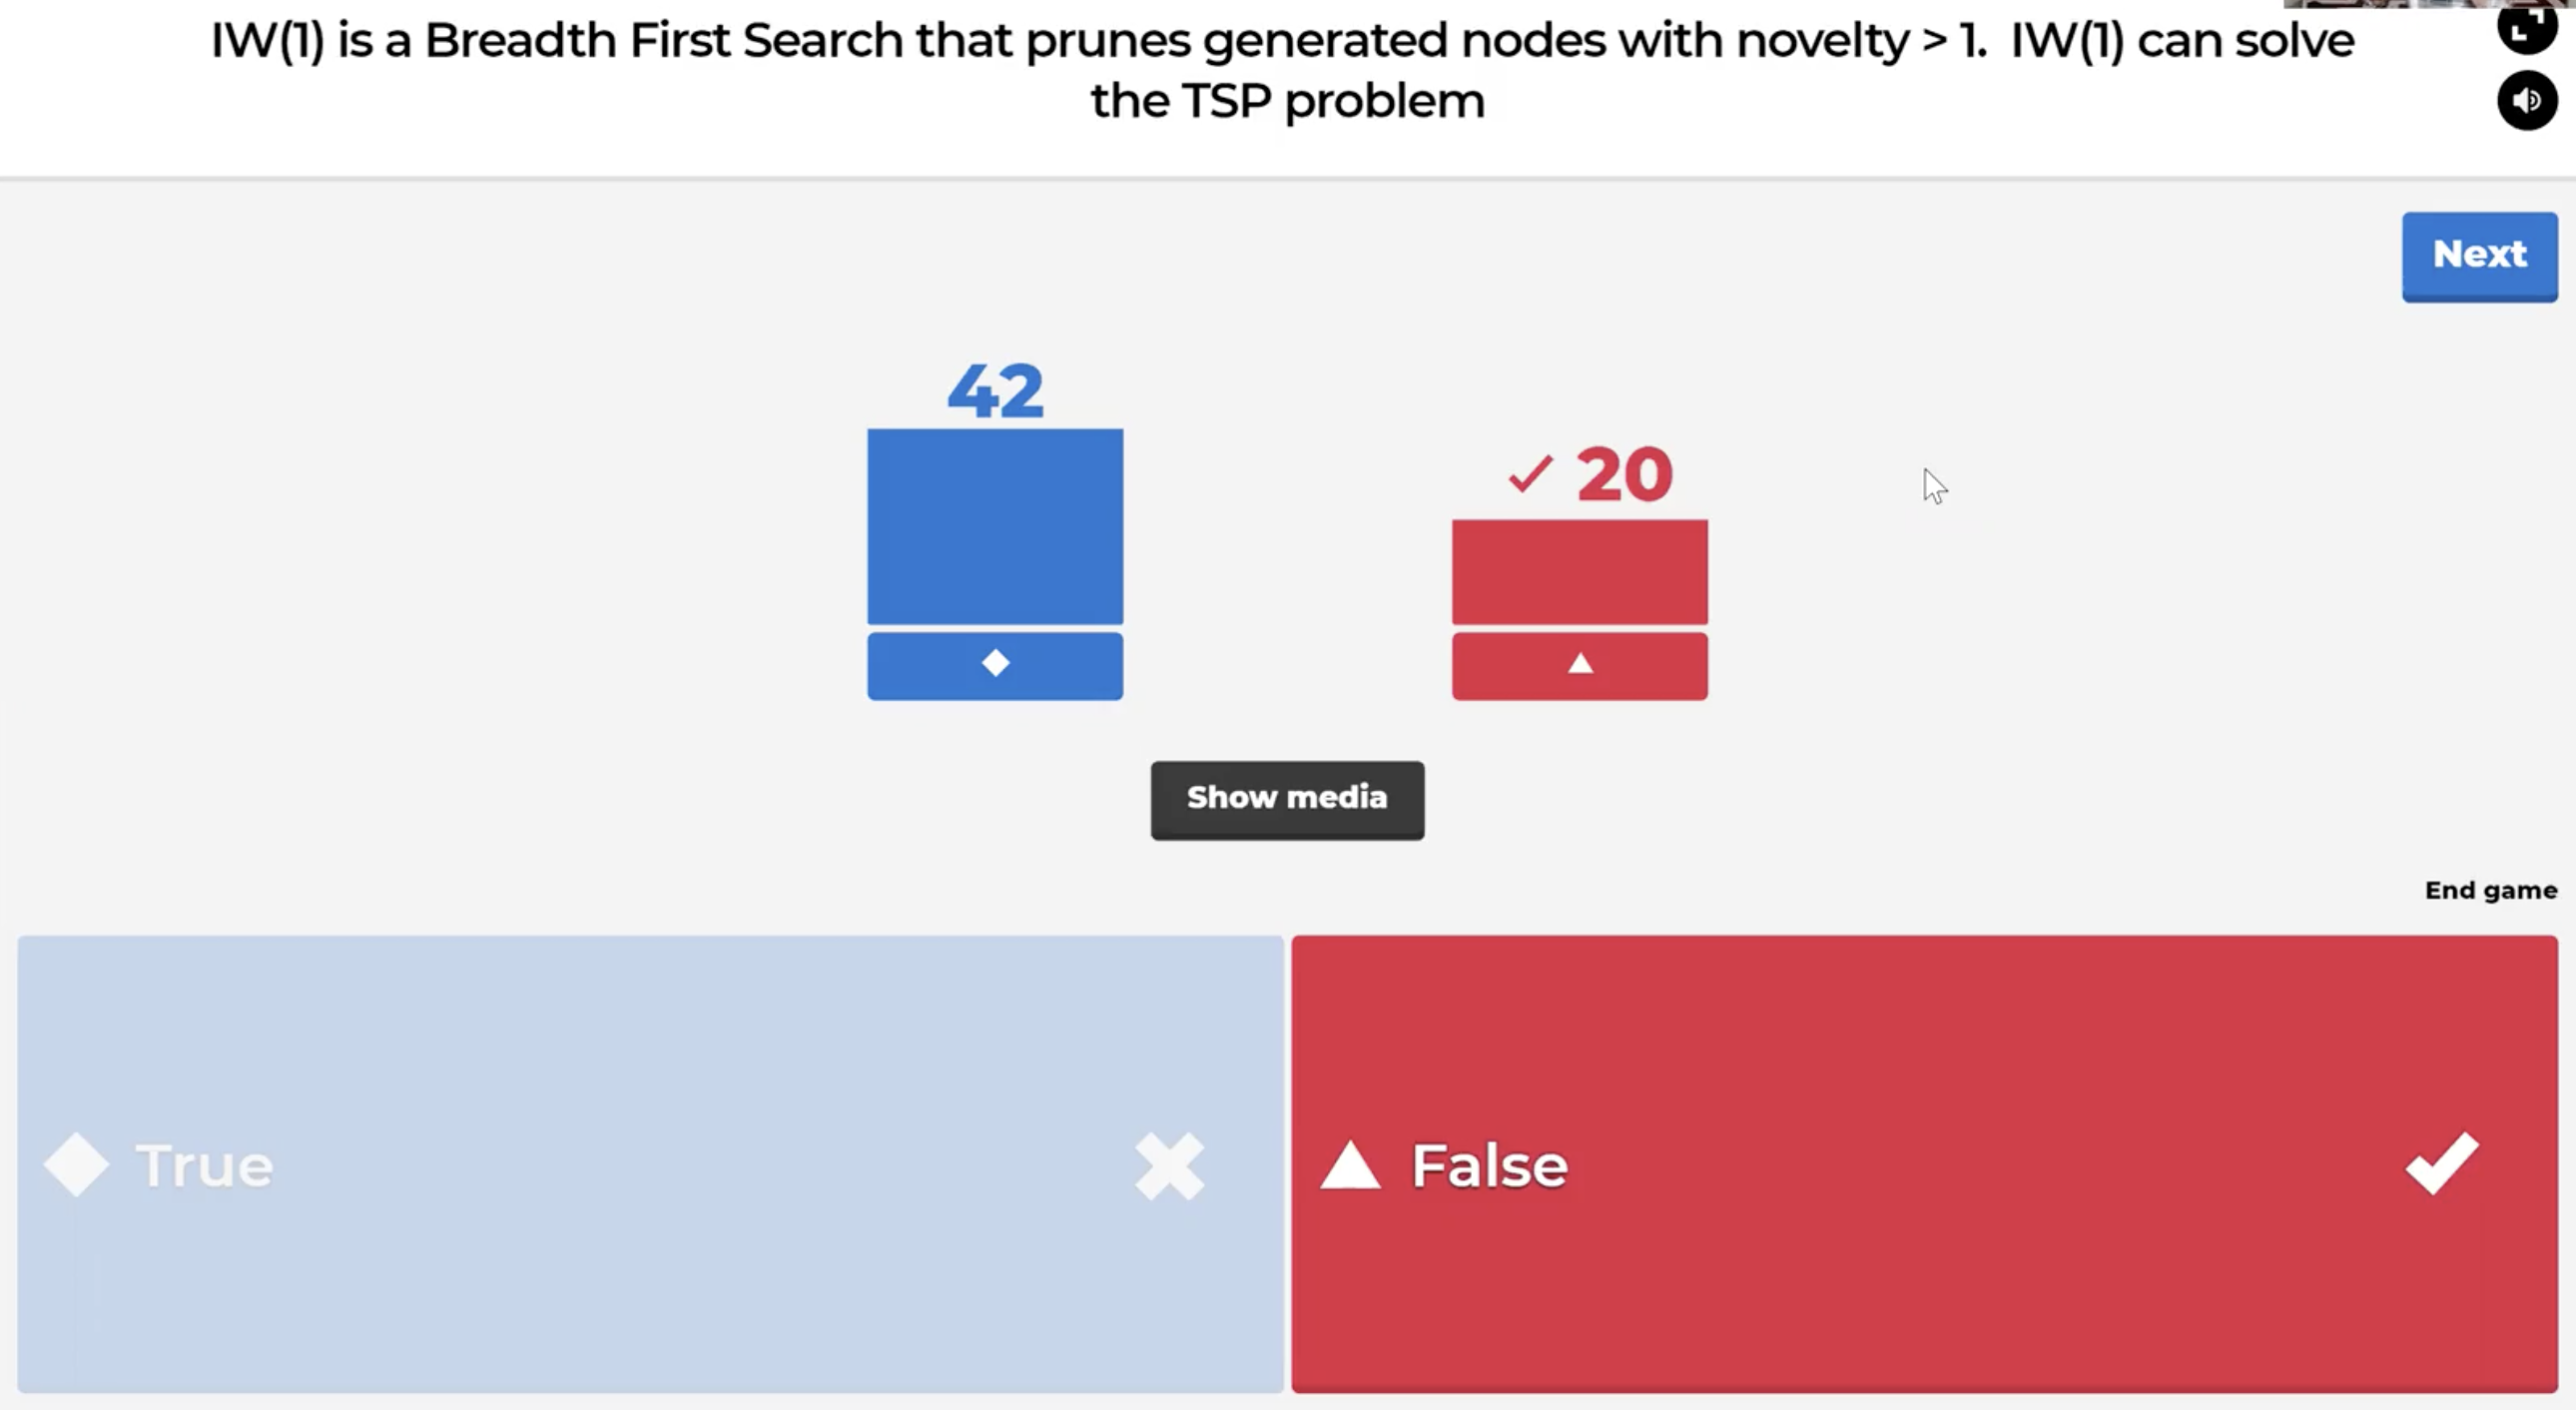 IW(1) is a Breadth First Search that prunes generated nodes with novelty > 1. IW(1) can solve
the TSP problem
Next
42
20
Show media
End game
True
False